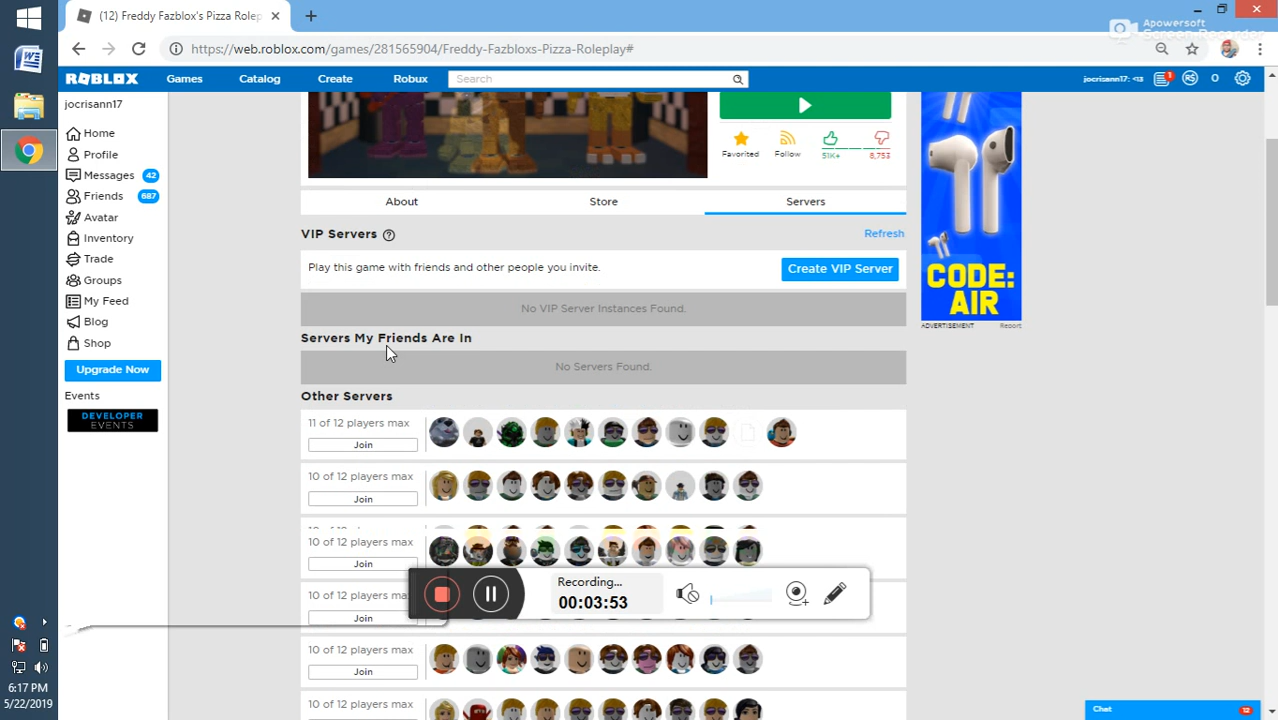 (12) Freddy Fazblox's Pizza Rolep
Apowersoft
Screen Recorder
https://web.roblox.com/games/281565904/Freddy-Fazbloxs-Pizza-Roleplay#
ROBLOX
Games
Catalog
Create
Robux
Search
jocrisann17: <13
1
0
jocrisann17
Home
Profile
Messages 42
Friends 687
Avatar
Inventory
Trade
Groups
My Feed
Blog
Shop
Upgrade Now
Events
DEVELOPER
EVENTS
Favorited
Follow
51K+
8,753
About
Store
Servers
VIP Servers
Refresh
Play this game with friends and other people you invite.
Create VIP Server
No VIP Server Instances Found.
Servers My Friends Are In
No Servers Found.
Other Servers
11 of 12 players max
Join
10 of 12 players max
Join
10 of 12 players max
Join
10 of 12 players max
Join
10 of 12 players max
Join
10 of 12 players max
Recording...
00:03:53
CODE:
AIR
ADVERTISEMENT
Report
6:17 PM
5/22/2019
Chat
12